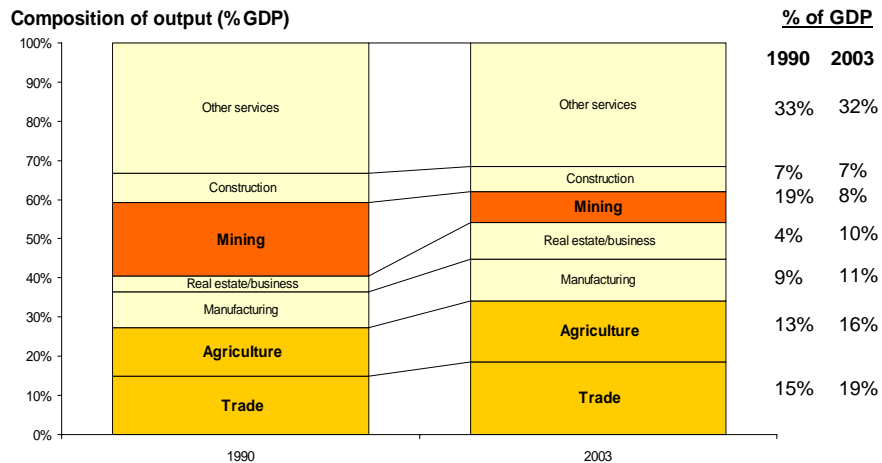 Composition of output (% GDP)
% of GDP
1990 2003
100%
90%
80%
70%
60%
50%
40%
30%
20%
10%
0%
Other services
Construction
Mining
Real estate/business
Manufacturing
Agriculture
Trade
1990
Other services
Construction
Mining
Real estate/business
Manufacturing
Agriculture
Trade
2003
33% 32%
7% 7%
19% 8%
4% 10%
9% 11%
13% 16%
15% 19%